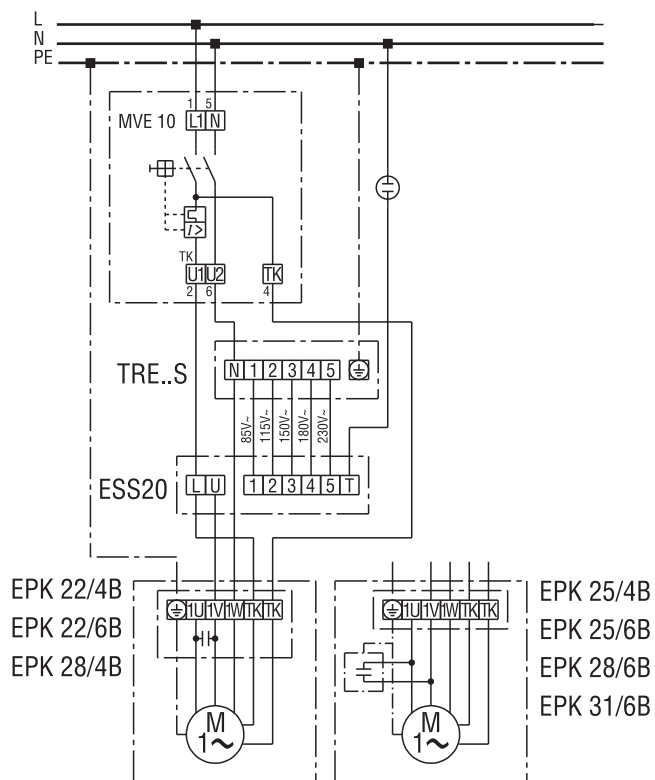 L
N
PE
1 5
MVE 10 L1 N
I>
TK
U1 U2 TK
2 6 4
TRE..S N 1 2 3 4 5
85V~ 115V~ 150V~ 180V~ 230V~
ESS20 L U 1 2 3 4 5 T
EPK 22/4B
EPK 22/6B
EPK 28/4B
1U 1V 1W TK TK
M
1~
1U 1V 1W TK TK
M
1~
EPK 25/4B
EPK 25/6B
EPK 28/6B
EPK 31/6B